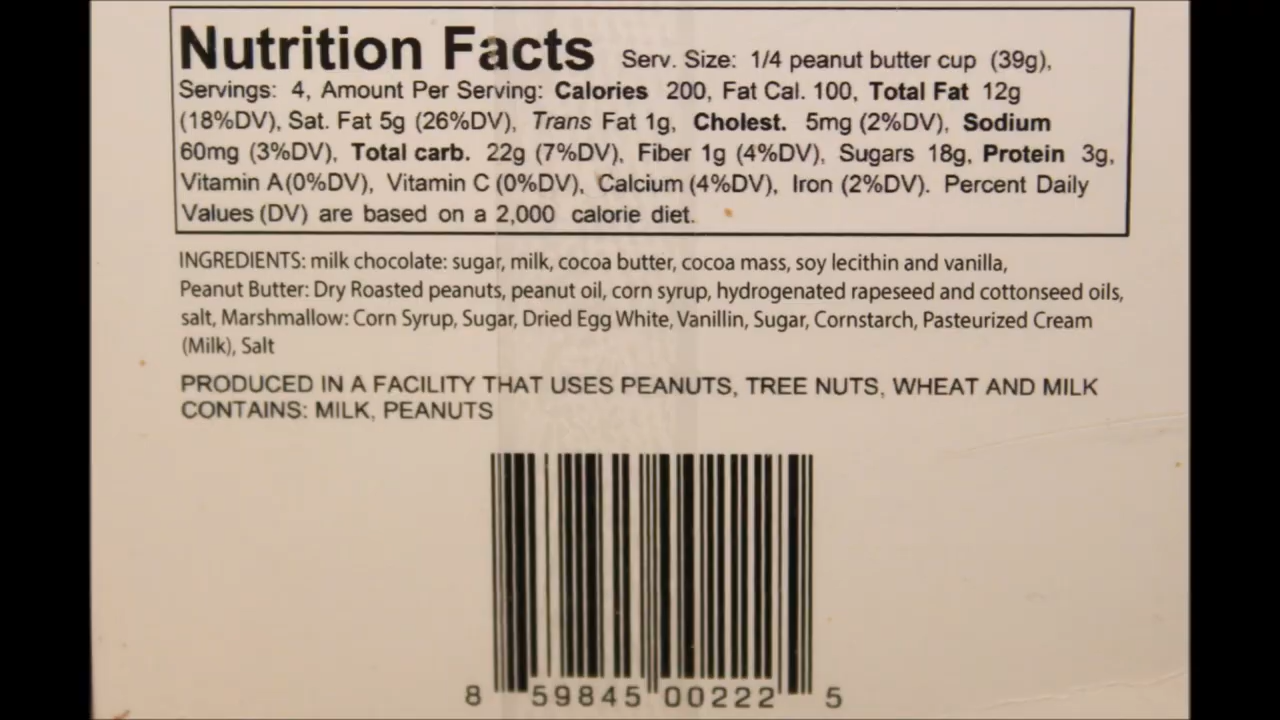 Nutrition Facts Serv. Size: 1/4 peanut butter cup (39g),
Servings: 4, Amount Per Serving: Calories 200, Fat Cal. 100, Total Fat 12g
(18%DV), Sat. Fat 5g (26%DV), Trans Fat 1g, Cholest. 5mg (2%DV), Sodium
60mg (3%DV), Total carb. 22g (7%DV), Fiber 1g (4%DV), Sugars 18g, Protein 3g,
Vitamin A(0%DV), Vitamin C (0%DV), Calcium (4%DV), Iron (2%DV). Percent Daily
Values (DV) are based on a 2,000 calorie diet.
INGREDIENTS: milk chocolate: sugar, milk, cocoa butter, cocoa mass, soy lecithin and vanilla,
Peanut Butter: Dry Roasted peanuts, peanut oil, corn syrup, hydrogenated rapeseed and cottonseed oils,
salt, Marshmallow: Corn Syrup, Sugar, Dried Egg White, Vanillin, Sugar, Cornstarch, Pasteurized Cream
(Milk), Salt
PRODUCED IN A FACILITY THAT USES PEANUTS, TREE NUTS, WHEAT AND MILK
CONTAINS: MILK, PEANUTS
8 59845 00222 5